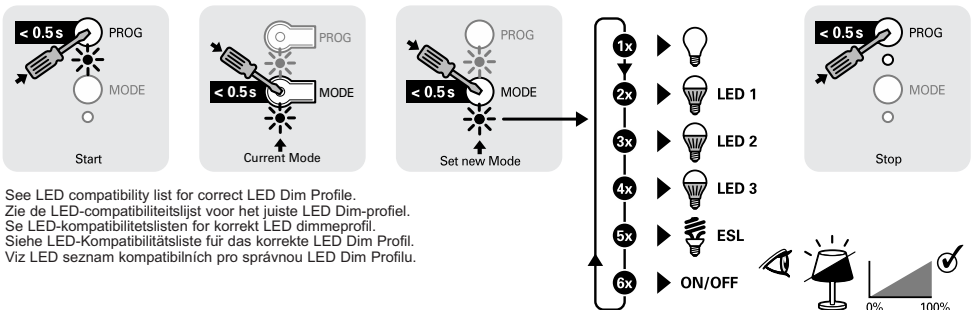 < 0.5 s PROG
MODE
Start
PROG
< 0.5 s MODE
Current Mode
PROG
< 0.5 s MODE
Set new Mode
1x
2x LED 1
3x LED 2
4x LED 3
5x ESL
6x ON/OFF
< 0.5 s PROG
MODE
Stop
See LED compatibility list for correct LED Dim Profile.
Zie de LED-compatibiliteitslijst voor het juiste LED Dim-profiel.
Se LED-kompatibilitetslisten for korrekt LED dimmeprofil.
Siehe LED-Kompatibilitätsliste für das korrekte LED Dim Profil.
Viz LED seznam kompatibilních pro správnou LED Dim Profilu.
0% 100%